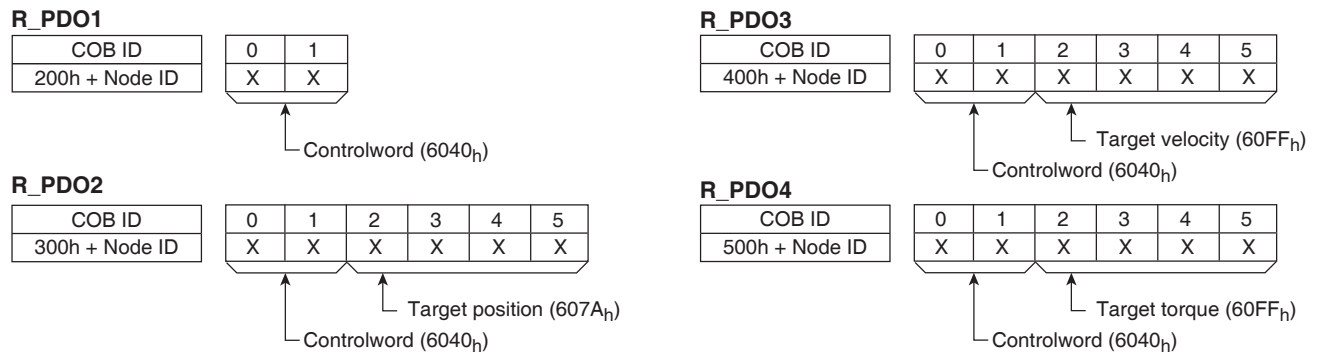 R_PDO1
COB ID
200h + Node ID
0 1
X X
Controlword (6040h)
R_PDO2
COB ID
300h + Node ID
0 1 2 3 4 5
X X X X X X
Target position (607Ah)
Controlword (6040h)
R_PDO3
COB ID
400h + Node ID
0 1 2 3 4 5
X X X X X X
Target velocity (60FFh)
Controlword (6040h)
R_PDO4
COB ID
500h + Node ID
0 1 2 3 4 5
X X X X X X
Target torque (60FFh)
Controlword (6040h)